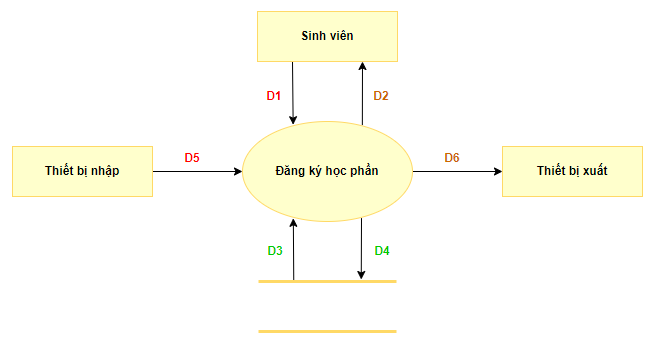 Sinh viên
D1
D2
Thiết bị nhập
D5
Đăng ký học phần
D6
Thiết bị xuất
D3
D4